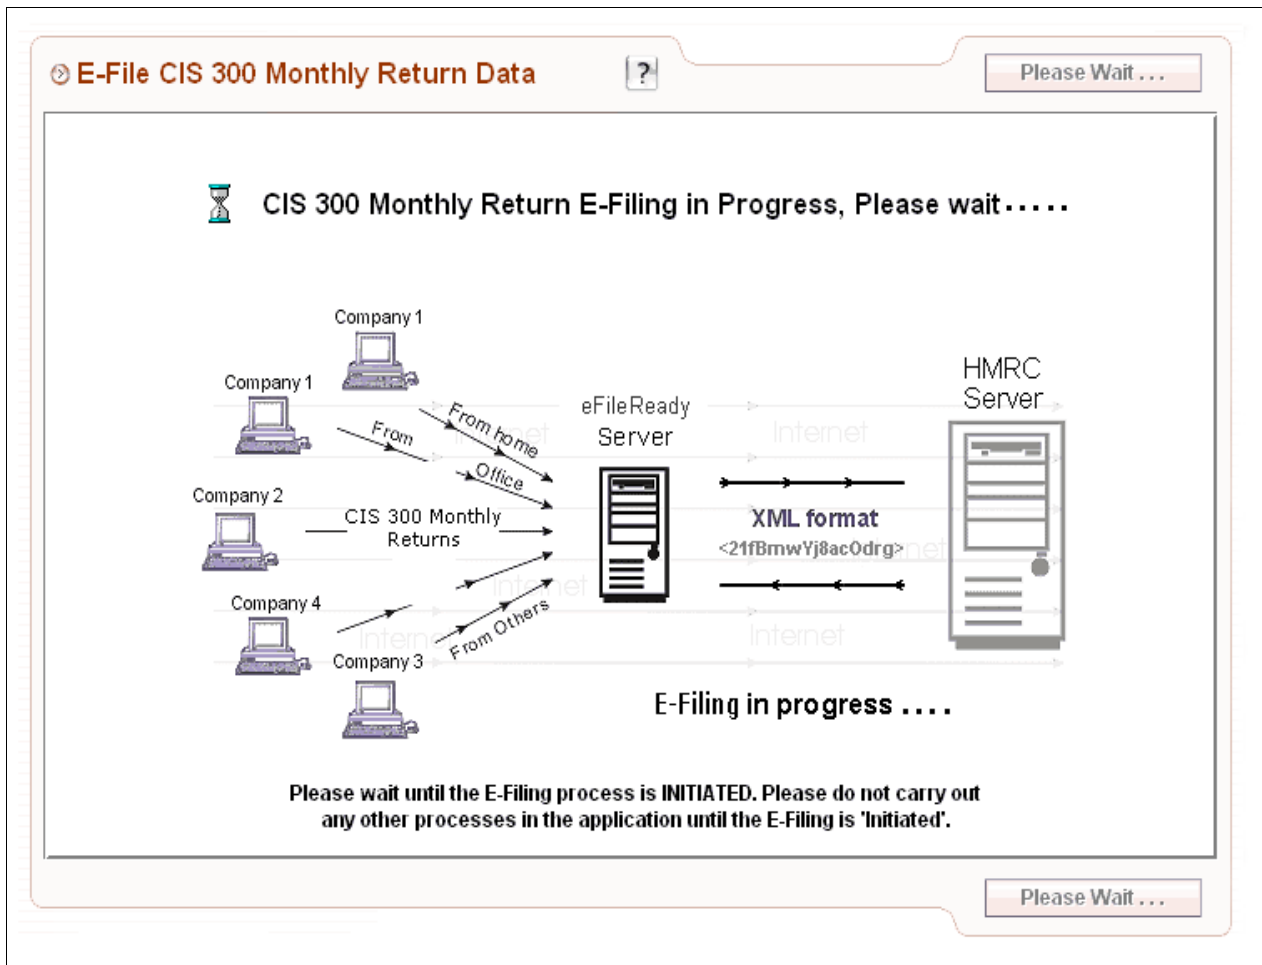 E-File CIS 300 Monthly Return Data
?
Please Wait . . .
CIS 300 Monthly Return E-Filing in Progress, Please wait . . . . .
Company 1
Company 1
HMRC
Server
eFileReady
Server
From home
From
Internet
Internet
Office
Company 2
CIS 300 Monthly
Returns
XML format
<21fBmwYj8acOdrg>
Internet
Internet
Company 4
From Others
Internet
Internet
Company 3
E-Filing in progress . . . .
Please wait until the E-Filing process is INITIATED. Please do not carry out
any other processes in the application until the E-Filing is 'Initiated'.
Please Wait . . .